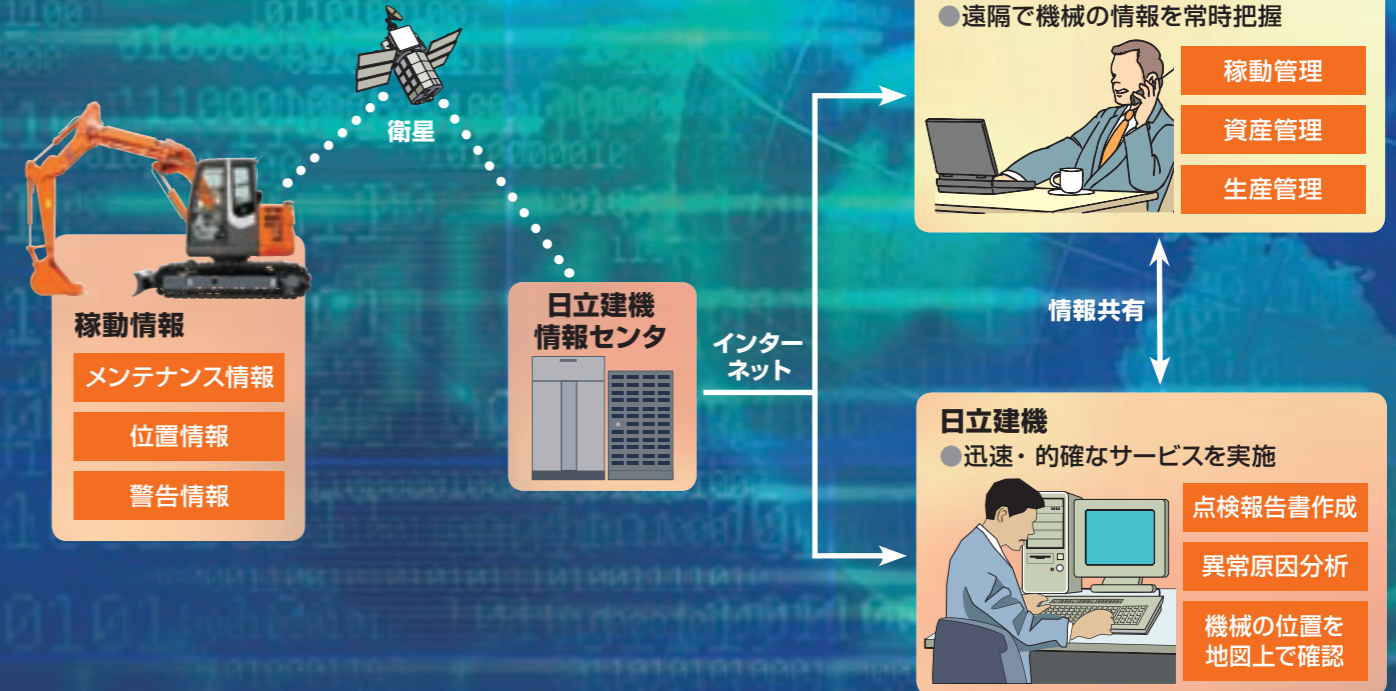 ●遠隔で機械の情報を常時把握
稼動管理
資産管理
生産管理
衛星
稼動情報
メンテナンス情報
位置情報
警告情報
日立建機
情報センタ
インター
ネット
情報共有
日立建機
●迅速・的確なサービスを実施
点検報告書作成
異常原因分析
機械の位置を
地図上で確認